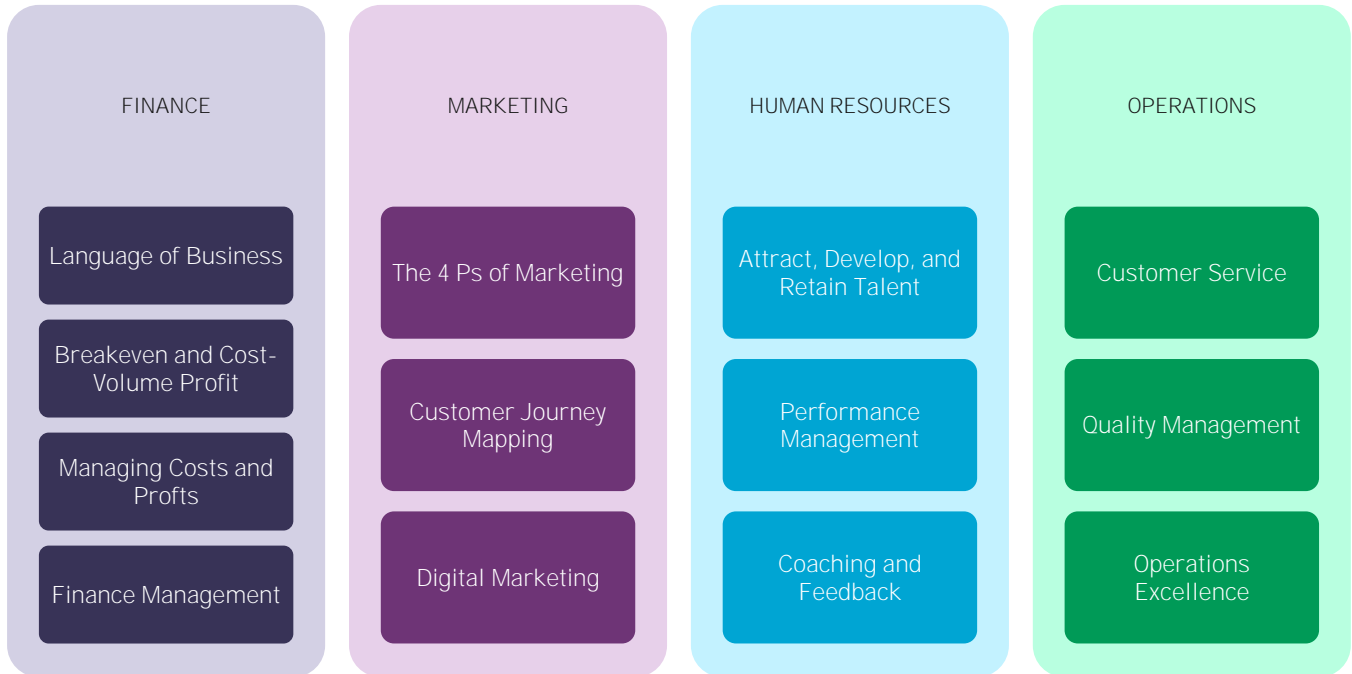 FINANCE
Language of Business
Breakeven and Cost-
Volume Profit
Managing Costs and
Profts
Finance Management
MARKETING
The 4 Ps of Marketing
Customer Journey
Mapping
Digital Marketing
HUMAN RESOURCES
Attract, Develop, and
Retain Talent
Performance
Management
Coaching and
Feedback
OPERATIONS
Customer Service
Quality Management
Operations
Excellence